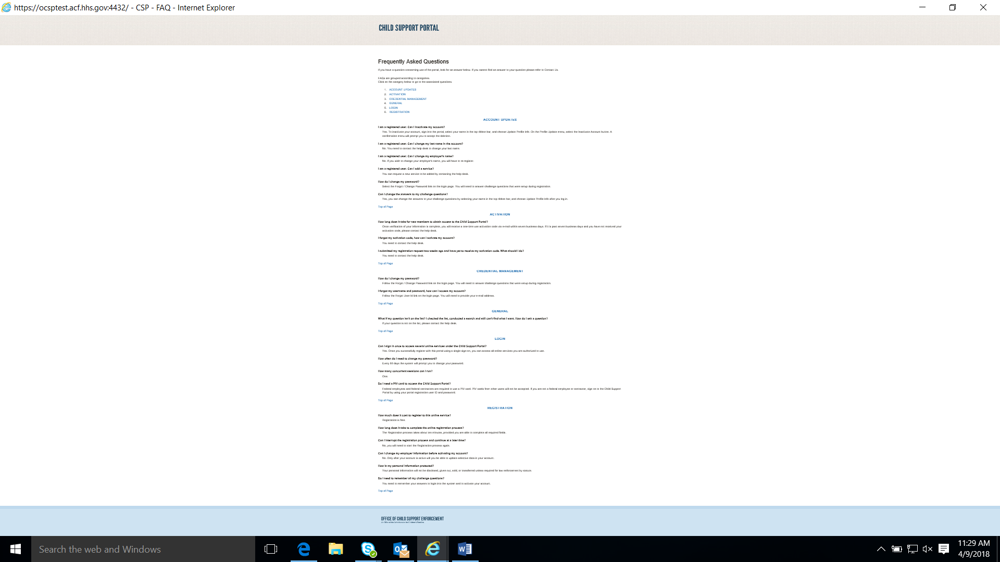 https://ocsptest.acf.hhs.gov:4432/ - CSP - FAQ - Internet Explorer
CHILD SUPPORT PORTAL
Frequently Asked Questions
If you have a question concerning use of the portal, look for an answer below. If you cannot find an answer to your question please refer to Contact Us.
FAQs are grouped according to categories.
Click on the category below to go to the associated questions.
1. ACCOUNT UPDATES
2. ACTIVATION
3. CREDENTIAL MANAGEMENT
4. GENERAL
5. LOGIN
6. REGISTRATION
ACCOUNT UPDATES
I am a registered user. Can I inactivate my account?
Yes. To inactivate your account, sign into the portal, select your name in the top ribbon bar, and choose Update Profile Info. On the Profile Update menu, select the Inactivate Account button. A
confirmation menu will prompt you to accept the deletion.
I am a registered user. Can I change my last name in the account?
No. You need to contact the help desk to change your last name.
I am a registered user. Can I change my employer's name?
No. If you wish to change your employer's name, you will have to re-register.
I am a registered user. Can I add a service?
You can request a new service to be added by contacting the help desk.
How do I change my password?
Select the Forgot / Change Password link on the login page. You will need to answer challenge questions that were setup during registration.
Can I change the answers to my challenge questions?
Yes, you can change the answers to your challenge questions by selecting your name in the top ribbon bar, and choose Update Profile Info after you log in.
Top of Page
ACTIVATION
How long does it take for new members to obtain access to the Child Support Portal?
Once verification of your information is complete, you will receive a one-time use activation code via e-mail within seven business days. If it is past seven business days and you have not received your
activation code, please contact the help desk.
I forgot my activation code, how can I activate my account?
You need to contact the help desk.
I submitted my registration request two weeks ago and have yet to receive my activation code. What should I do?
You need to contact the help desk.
Top of Page
CREDENTIAL MANAGEMENT
How do I change my password?
Follow the Forgot / Change Password link on the login page. You will need to answer challenge questions that were setup during registration.
I forgot my username and password, how can I access my account?
Follow the Forgot User Id link on the login page. You will need to provide your e-mail address.
Top of Page
GENERAL
What if my question isn't on the list? I checked the list, conducted a search and still can't find what I want. How do I ask a question?
If your question is not on the list, please contact the help desk.
Top of Page
LOGIN
Can I sign in once to access several online services under the Child Support Portal?
Yes. Once you successfully register with this portal using a single sign-on, you can access all online services you are authorized to use.
How often do I need to change my password?
Every 89 days the system will prompt you to change your password.
How many concurrent sessions can I run?
One.
Do I need a PIV card to access the Child Support Portal?
Federal employees and federal contractors are required to use a PIV card. PIV cards from other users will not be accepted. If you are not a federal employee or contractor, sign on to the Child Support
Portal by using your portal registration user ID and password.
Top of Page
REGISTRATION
How much does it cost to register to this online service?
Registration is free.
How long does it take to complete the online registration process?
The Registration process takes about ten minutes, provided you are able to complete all required fields.
Can I interrupt the registration process and continue at a later time?
No, you will need to start the Registration process again.
Can I change my employer information before activating my account?
No. Only after your account is active will you be able to update selective data in your account.
How is my personal information protected?
Your personal information will not be disclosed, given out, sold, or transferred unless required for law enforcement by statute.
Do I need to remember all my challenge questions?
You need to remember your answers to login into the system and to activate your account.
Top of Page
OFFICE OF CHILD SUPPORT ENFORCEMENT
An Office of the Administration for Children & Families
Search the web and Windows
11:29 AM
4/9/2018